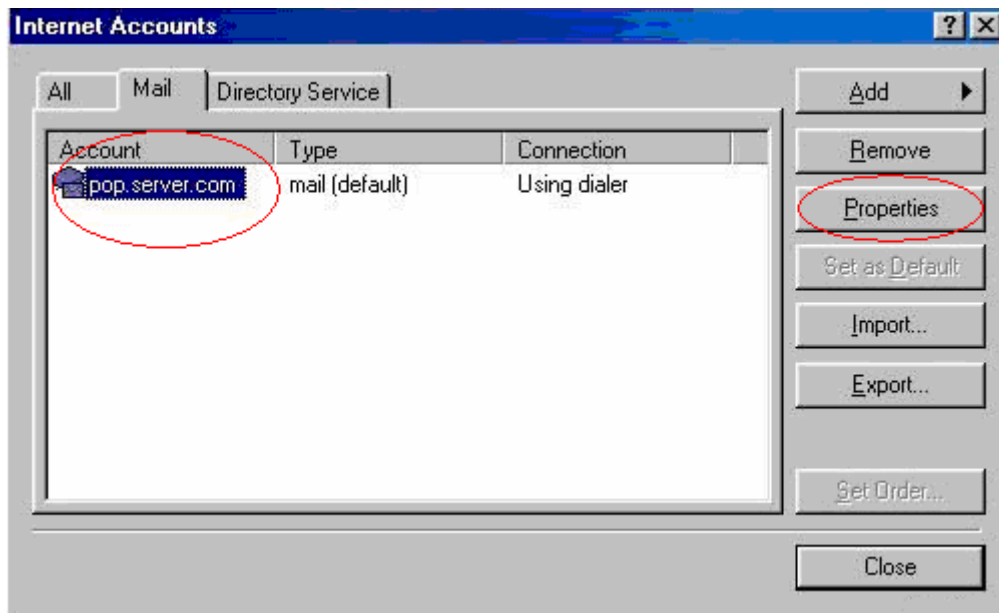 Internet Accounts
All Mail Directory Service
Account Type Connection
pop.server.com mail (default) Using dialer
Add
Remove
Properties
Set as Default
Import...
Export...
Set Order...
Close